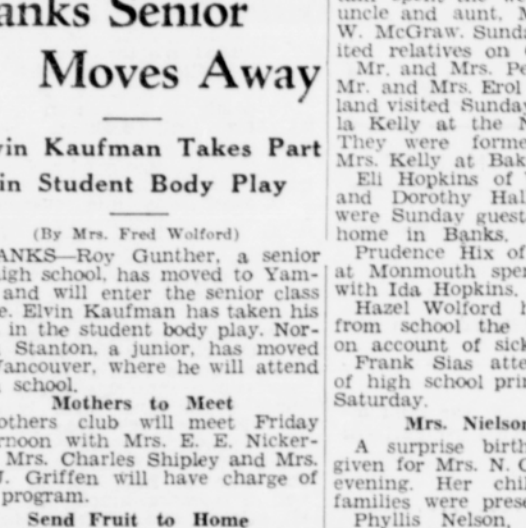 anks Senior
Moves Away
vin Kaufman Takes Part
in Student Body Play
(By Mrs. Fred Wolford)
ANKS—Roy Gunther, a senior
igh school, has moved to Yam-
and will enter the senior class
e. Elvin Kaufman has taken his
in the student body play. Nor-
Stanton, a junior, has moved
ancouver, where he will attend
school.
Mothers to Meet
others club will meet Friday
rnoon with Mrs. E. E. Nicker-
Mrs. Charles Shipley and Mrs.
J. Griffen will have charge of
program.
Send Fruit to Home
uncle and aunt, M
W. McGraw. Sunda
ited relatives on
Mr. and Mrs. Pe
Mr. and Mrs. Erol
land visited Sunday
la Kelly at the N
They were forme
Mrs. Kelly at Bak
Eli Hopkins of
and Dorothy Hal
were Sunday guest
home in Banks.
Prudence Hix of
at Monmouth spen
with Ida Hopkins.
Hazel Wolford h
from school the
on account of sick
Frank Sias atte
of high school prin
Saturday.
Mrs. Nielson
A surprise birth
given for Mrs. N. C
evening. Her chil
families were prese
Phyllis Nelson,